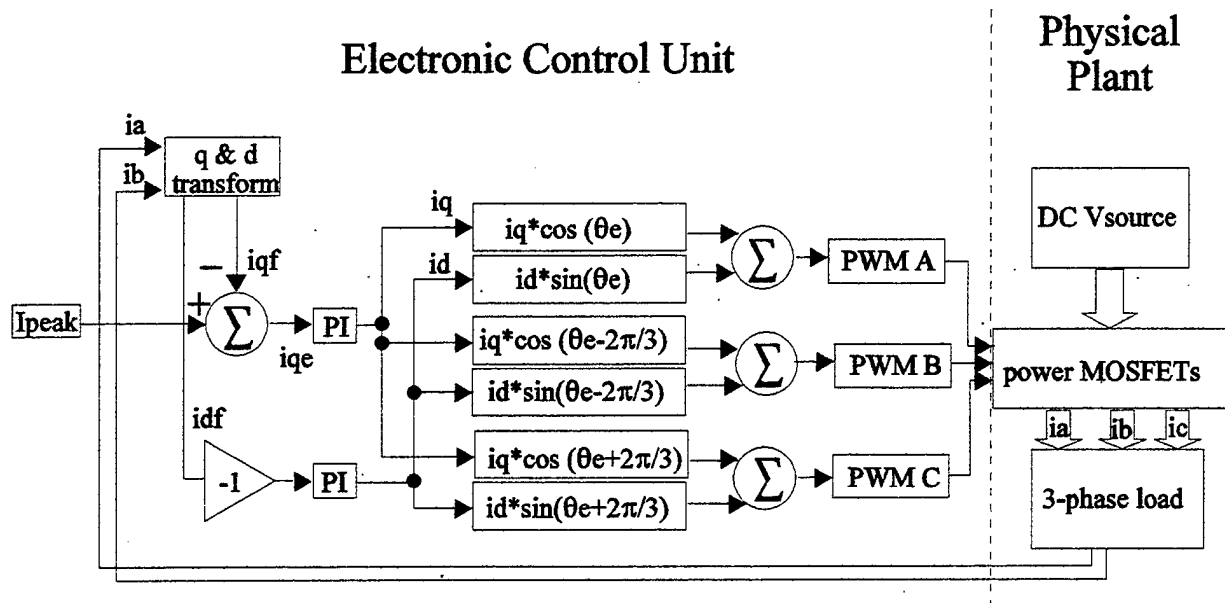 Electronic Control Unit
Physical
Plant
ia
ib
q & d
transform
iqf
−
+
Ipeak
Σ
iqe
PI
idf
-1
PI
iq
id
iq*cos (θe)
id*sin(θe)
iq*cos (θe-2π/3)
id*sin(θe-2π/3)
iq*cos (θe+2π/3)
id*sin(θe+2π/3)
Σ
Σ
Σ
PWM A
PWM B
PWM C
DC Vsource
power MOSFETs
ia ib ic
3-phase load